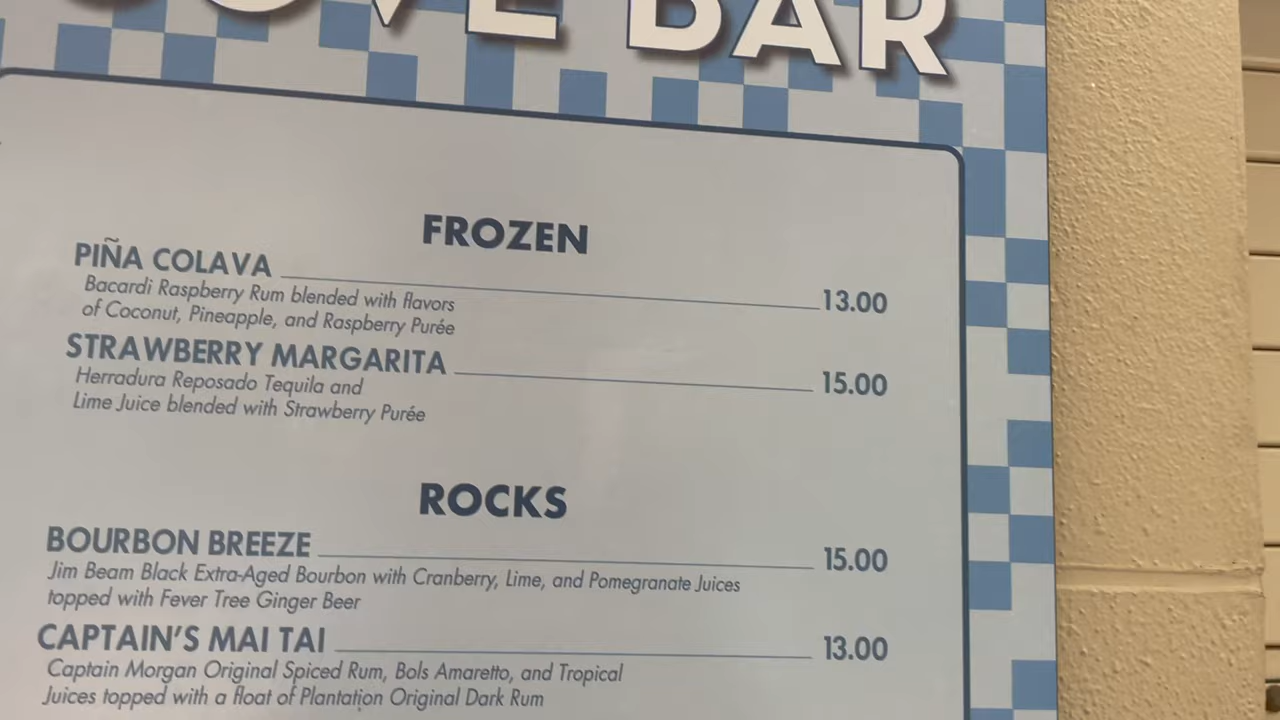 BAR
FROZEN
PIÑA COLAVA 13.00
Bacardi Raspberry Rum blended with flavors
of Coconut, Pineapple, and Raspberry Purée
STRAWBERRY MARGARITA 15.00
Herradura Reposado Tequila and
Lime Juice blended with Strawberry Purée
ROCKS
BOURBON BREEZE 15.00
Jim Beam Black Extra-Aged Bourbon with Cranberry, Lime, and Pomegranate Juices
topped with Fever Tree Ginger Beer
CAPTAIN'S MAI TAI 13.00
Captain Morgan Original Spiced Rum, Bols Amaretto, and Tropical
Juices topped with a float of Plantation Original Dark Rum